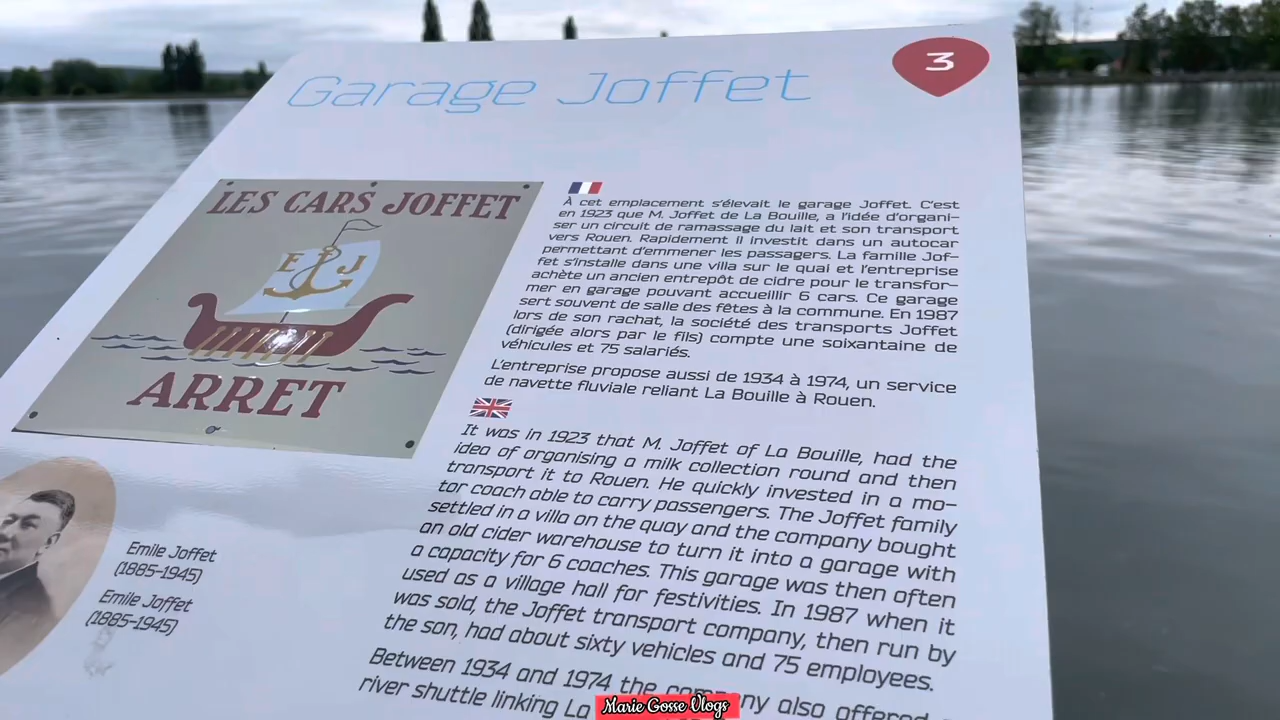 Garage Joffet
3
LES CARS JOFFET
E J
ARRET
À cet emplacement s'élevait le garage Joffet. C'est
en 1923 que M. Joffet de La Bouille, a l'idée d'organi-
ser un circuit de ramassage du lait et son transport
vers Rouen. Rapidement il investit dans un autocar
permettant d'emmener les passagers. La famille Jof-
fet s'installe dans une villa sur le quai et l'entreprise
achète un ancien entrepôt de cidre pour le transfor-
mer en garage pouvant accueillir 6 cars. Ce garage
sert souvent de salle des fêtes à la commune. En 1987
lors de son rachat, la société des transports Joffet
(dirigée alors par le fils) compte une soixantaine de
véhicules et 75 salariés.
L'entreprise propose aussi de 1934 à 1974, un service
de navette fluviale reliant La Bouille à Rouen.
It was in 1923 that M. Joffet of La Bouille, had the
idea of organising a milk collection round and then
transport it to Rouen. He quickly invested in a mo-
tor coach able to carry passengers. The Joffet family
settled in a villa on the quay and the company bought
an old cider warehouse to turn it into a garage with
a capacity for 6 coaches. This garage was then often
used as a village hall for festivities. In 1987 when it
was sold, the Joffet transport company, then run by
the son, had about sixty vehicles and 75 employees.
Between 1934 and 1974 the company also offered
river shuttle linking La
Emile Joffet
(1885-1945)
Emile Joffet
(1885-1945)
Marie Gosse Vlogs